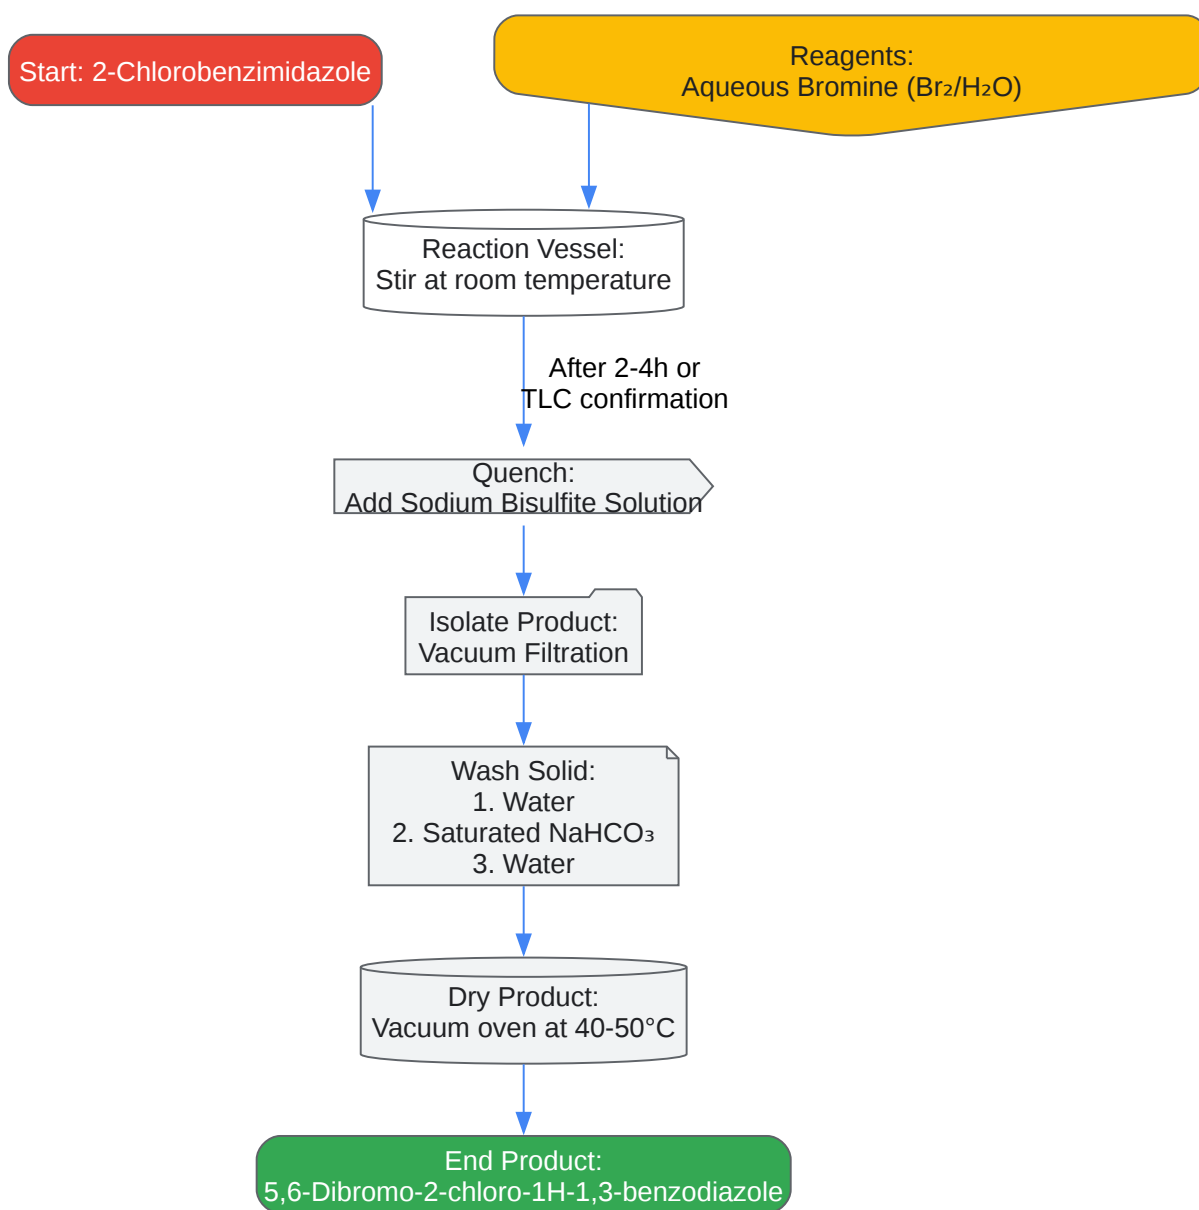 Start: 2-Chlorobenzimidazole
Reagents:
Aqueous Bromine (Br₂/H₂O)
Reaction Vessel:
Stir at room temperature
After 2-4h or
TLC confirmation
Quench:
Add Sodium Bisulfite Solution
Isolate Product:
Vacuum Filtration
Wash Solid:
1. Water
2. Saturated NaHCO₃
3. Water
Dry Product:
Vacuum oven at 40-50°C
End Product:
5,6-Dibromo-2-chloro-1H-1,3-benzodiazole